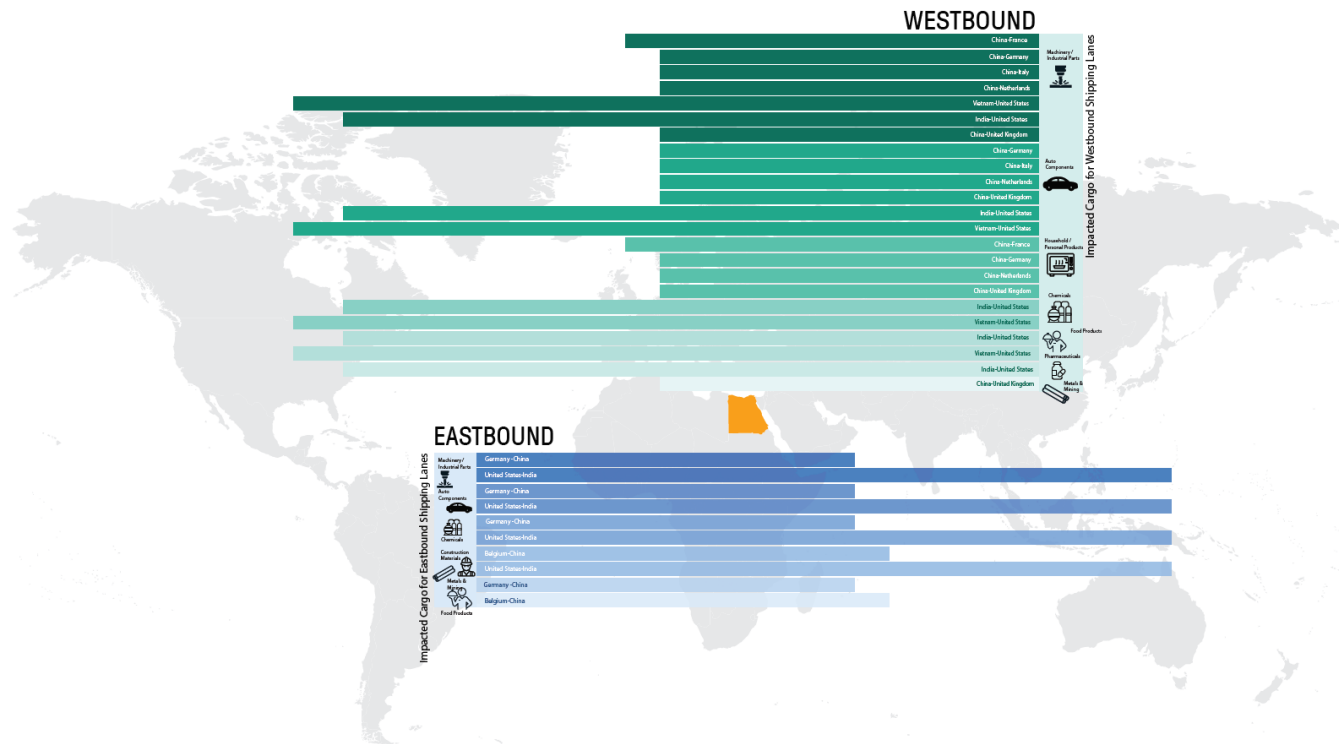 WESTBOUND
China-France
China-Germany
China-Italy
China-Netherlands
Vietnam-United States
India-United States
China-United Kingdom
China-Germany
China-Italy
China-Netherlands
China-United Kingdom
India-United States
Vietnam-United States
China-France
China-Germany
China-Netherlands
China-United Kingdom
India-United States
Vietnam-United States
India-United States
Vietnam-United States
India-United States
China-United Kingdom
Machinery /
Industrial Parts
Auto
Components
Household /
Personal Products
Chemicals
Food Products
Pharmaceuticals
Metals &
Mining
Impacted Cargo for Westbound Shipping Lanes
EASTBOUND
Impacted Cargo for Eastbound Shipping Lanes
Machinery /
Industrial Parts
Auto
Components
Chemicals
Construction
Materials
Metals &
Mining
Food Products
Germany -China
United States-India
Germany -China
United States-India
Germany -China
United States-India
Belgium-China
United States-India
Germany -China
Belgium-China